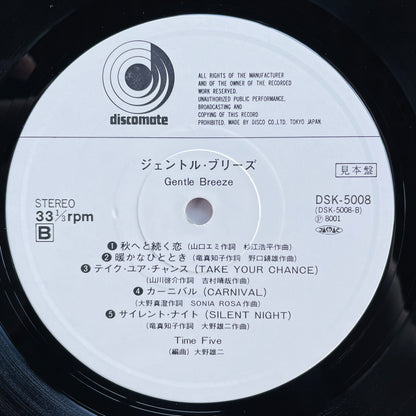 discomate
ALL RIGHTS OF THE MANUFACTURER
AND OF THE OWNER OF THE RECORDED
WORK RESERVED.
UNAUTHORIZED PUBLIC PERFORMANCE,
BROADCASTING AND
COPYING OF THIS RECORD
PROHIBITED. MADE BY DISCO CO,LTD. TOKYO JAPAN.
ジェントル・ブリーズ
Gentle Breeze
見本盤
STEREO
33 1/3 rpm
B
DSK-5008
(DSK-5008-B)
Ⓟ 8001
JASRAC
❶ 秋へと続く恋 (山口エミ作詞 杉江浩平作曲)
❷ 暖かなひととき (竜真知子作詞 野口鎮雄作曲)
❸ テイク・ユア・チャンス (TAKE YOUR CHANCE)
(山川啓介作詞 吉村晴哉作曲)
❹ カーニバル (CARNIVAL)
(大野真澄作詞 SONIA ROSA作曲)
❺ サイレント・ナイト (SILENT NIGHT)
(竜真知子作詞 大野雄二作曲)
Time Five
(編曲) 大野雄二